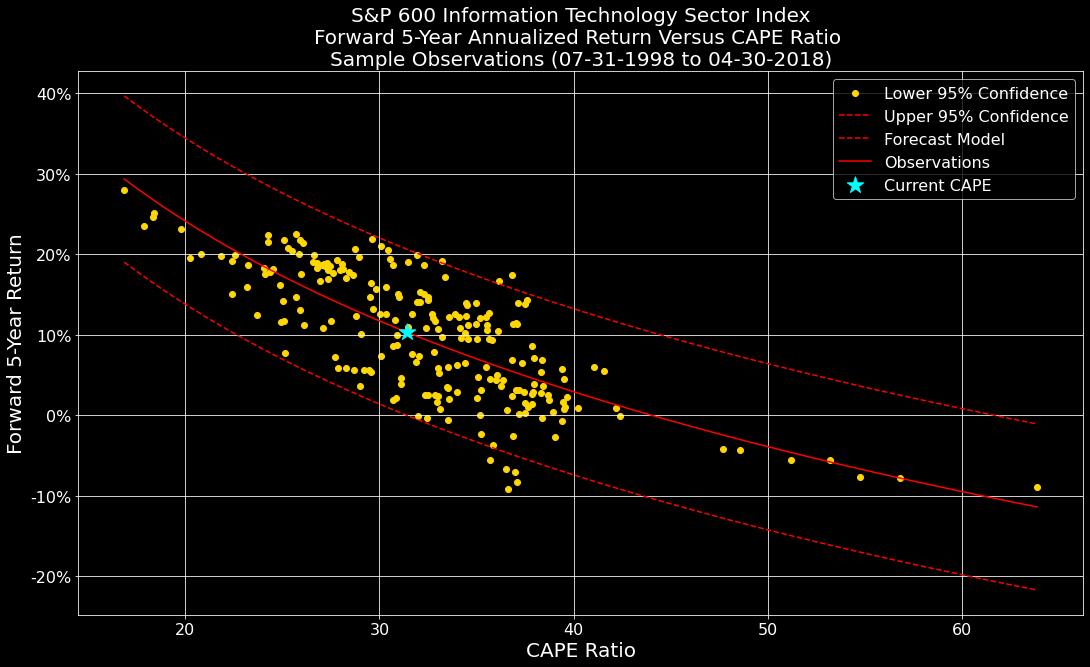 S&P 600 Information Technology Sector Index
Forward 5-Year Annualized Return Versus CAPE Ratio
Sample Observations (07-31-1998 to 04-30-2018)
Lower 95% Confidence
Upper 95% Confidence
Forecast Model
Observations
Current CAPE
Forward 5-Year Return
40%
30%
20%
10%
0%
-10%
-20%
20 30 40 50 60
CAPE Ratio